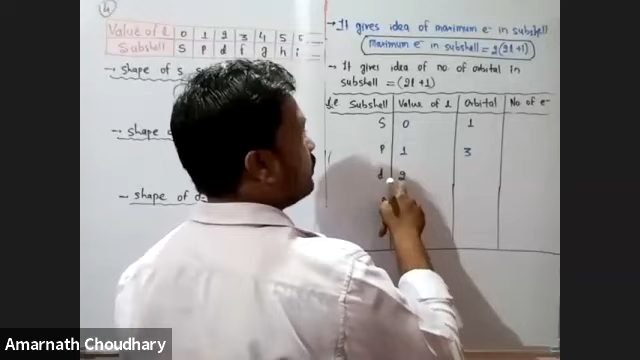 4
Value of l 0 1 2 3 4 5 6 ......
Subshell S P d f g h i ......
→ shape of s
→ shape of
→ shape of d
→ It gives idea of maximum e⁻ in subshell
Maximum e⁻ in subshell = 2(2l+1)
→ It gives idea of no of orbital in
subshell = (2l+1)
i.e Subshell Value of l Orbital No of e⁻
S 0 1
P 1 3
d 2
Amarnath Choudhary